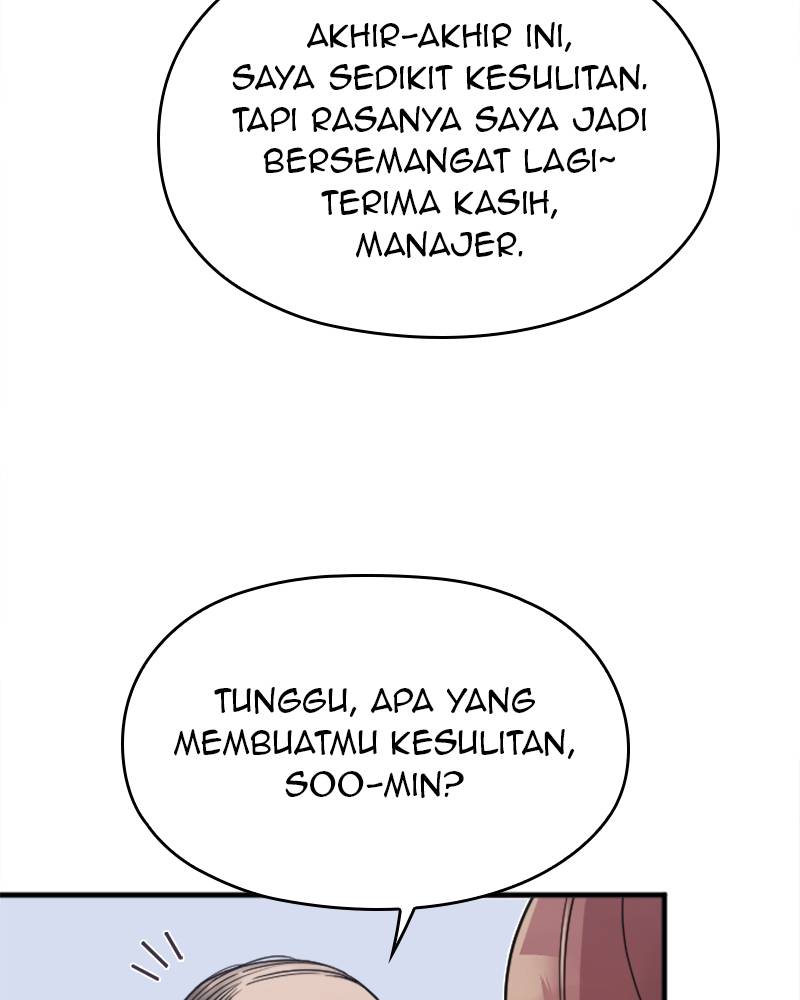 AKHIR-AKHIR INI,
SAYA SEDIKIT KESULITAN.
TAPI RASANYA SAYA JADI
BERSEMANGAT LAGI~
TERIMA KASIH,
MANAJER.
TUNGGU, APA YANG
MEMBUATMU KESULITAN,
SOO-MIN?